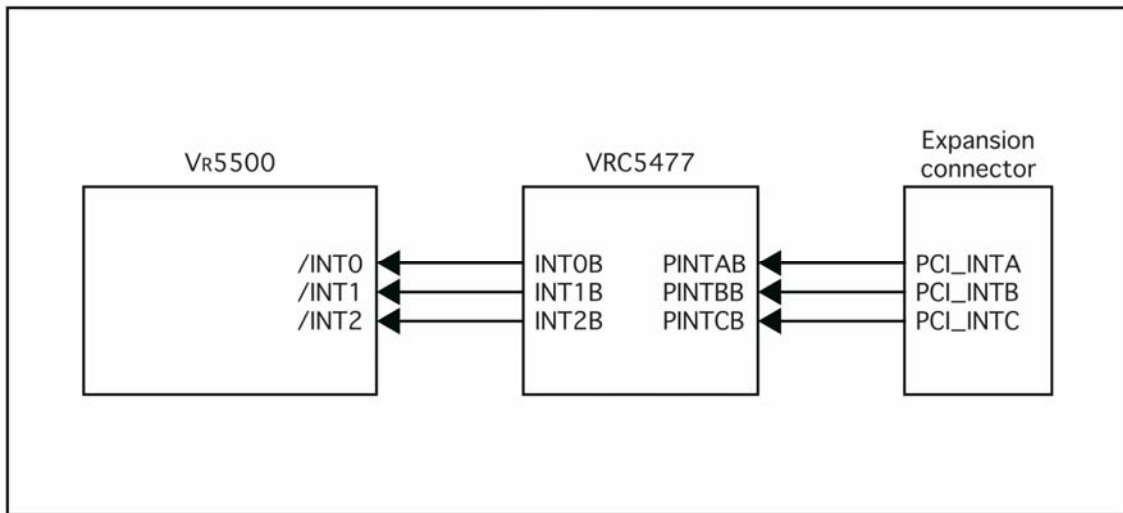 VR5500
VRC5477
Expansion
connector
/INT0
/INT1
/INT2
INT0B
INT1B
INT2B
PINTAB
PINTBB
PINTCB
PCI_INTA
PCI_INTB
PCI_INTC